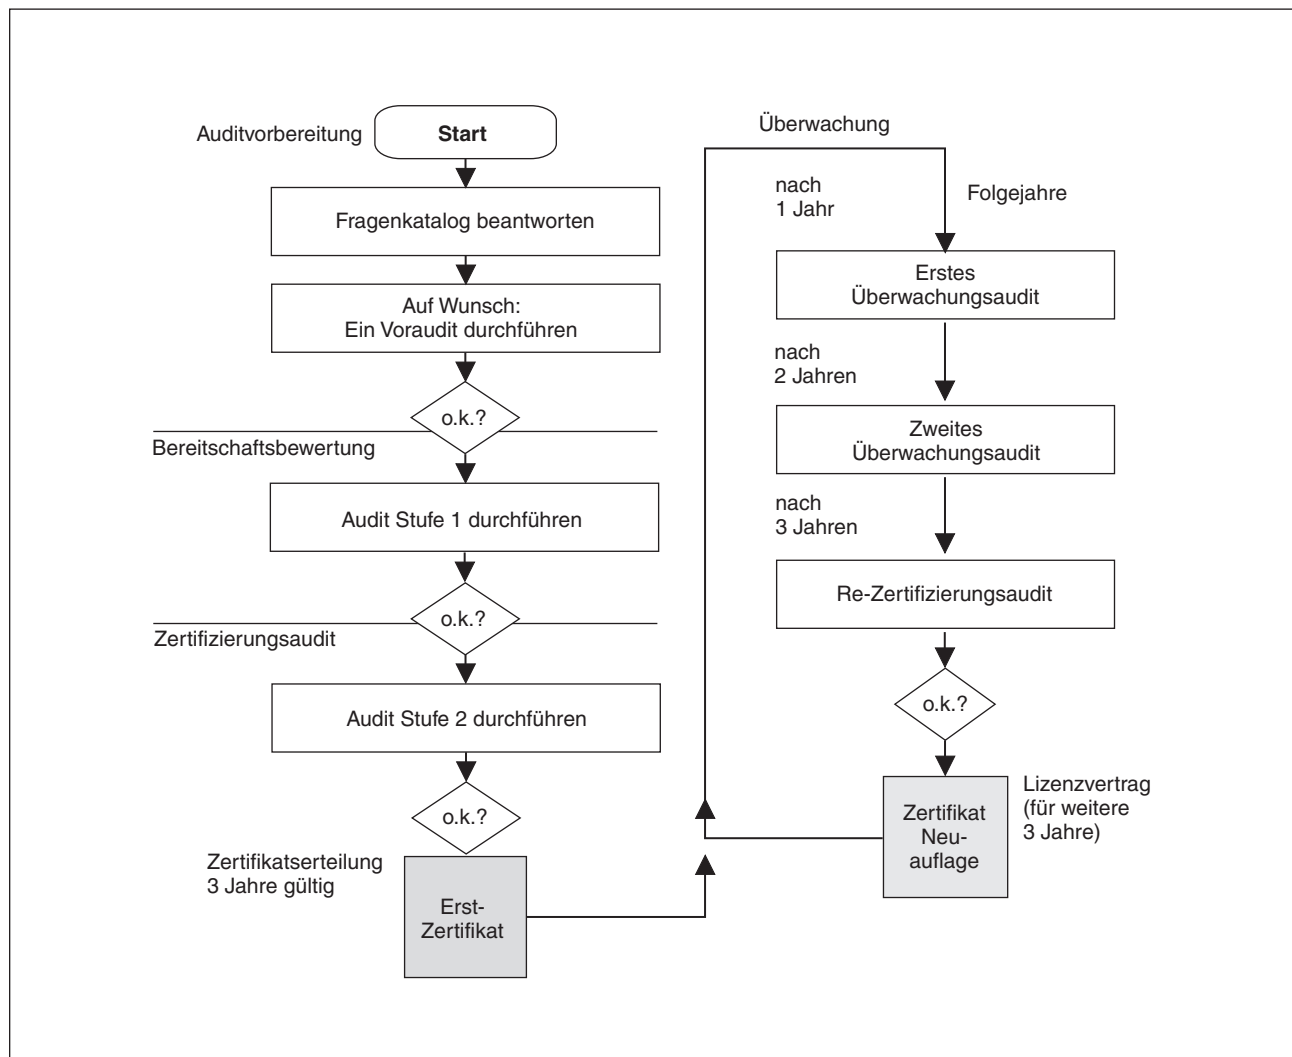 Auditvorbereitung
Start
Fragenkatalog beantworten
Auf Wunsch:
Ein Voraudit durchführen
o.k.?
Bereitschaftsbewertung
Audit Stufe 1 durchführen
o.k.?
Zertifizierungsaudit
Audit Stufe 2 durchführen
o.k.?
Zertifikatserteilung
3 Jahre gültig
Erst-
Zertifikat
Überwachung
nach
1 Jahr
Folgejahre
Erstes
Überwachungsaudit
nach
2 Jahren
Zweites
Überwachungsaudit
nach
3 Jahren
Re-Zertifizierungsaudit
o.k.?
Zertifikat
Neu-
auflage
Lizenzvertrag
(für weitere
3 Jahre)